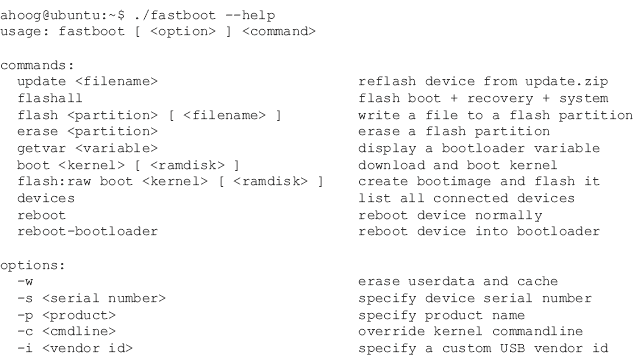 ahoog@ubuntu:~$ ./fastboot --help
usage: fastboot [ <option> ] <command>

commands:
  update <filename>                        reflash device from update.zip
  flashall                                 flash boot + recovery + system
  flash <partition> [ <filename> ]         write a file to a flash partition
  erase <partition>                        erase a flash partition
  getvar <variable>                        display a bootloader variable
  boot <kernel> [ <ramdisk> ]              download and boot kernel
  flash:raw boot <kernel> [ <ramdisk> ]    create bootimage and flash it
  devices                                  list all connected devices
  reboot                                   reboot device normally
  reboot-bootloader                        reboot device into bootloader

options:
  -w                                       erase userdata and cache
  -s <serial number>                       specify device serial number
  -p <product>                             specify product name
  -c <cmdline>                             override kernel commandline
  -i <vendor id>                           specify a custom USB vendor id